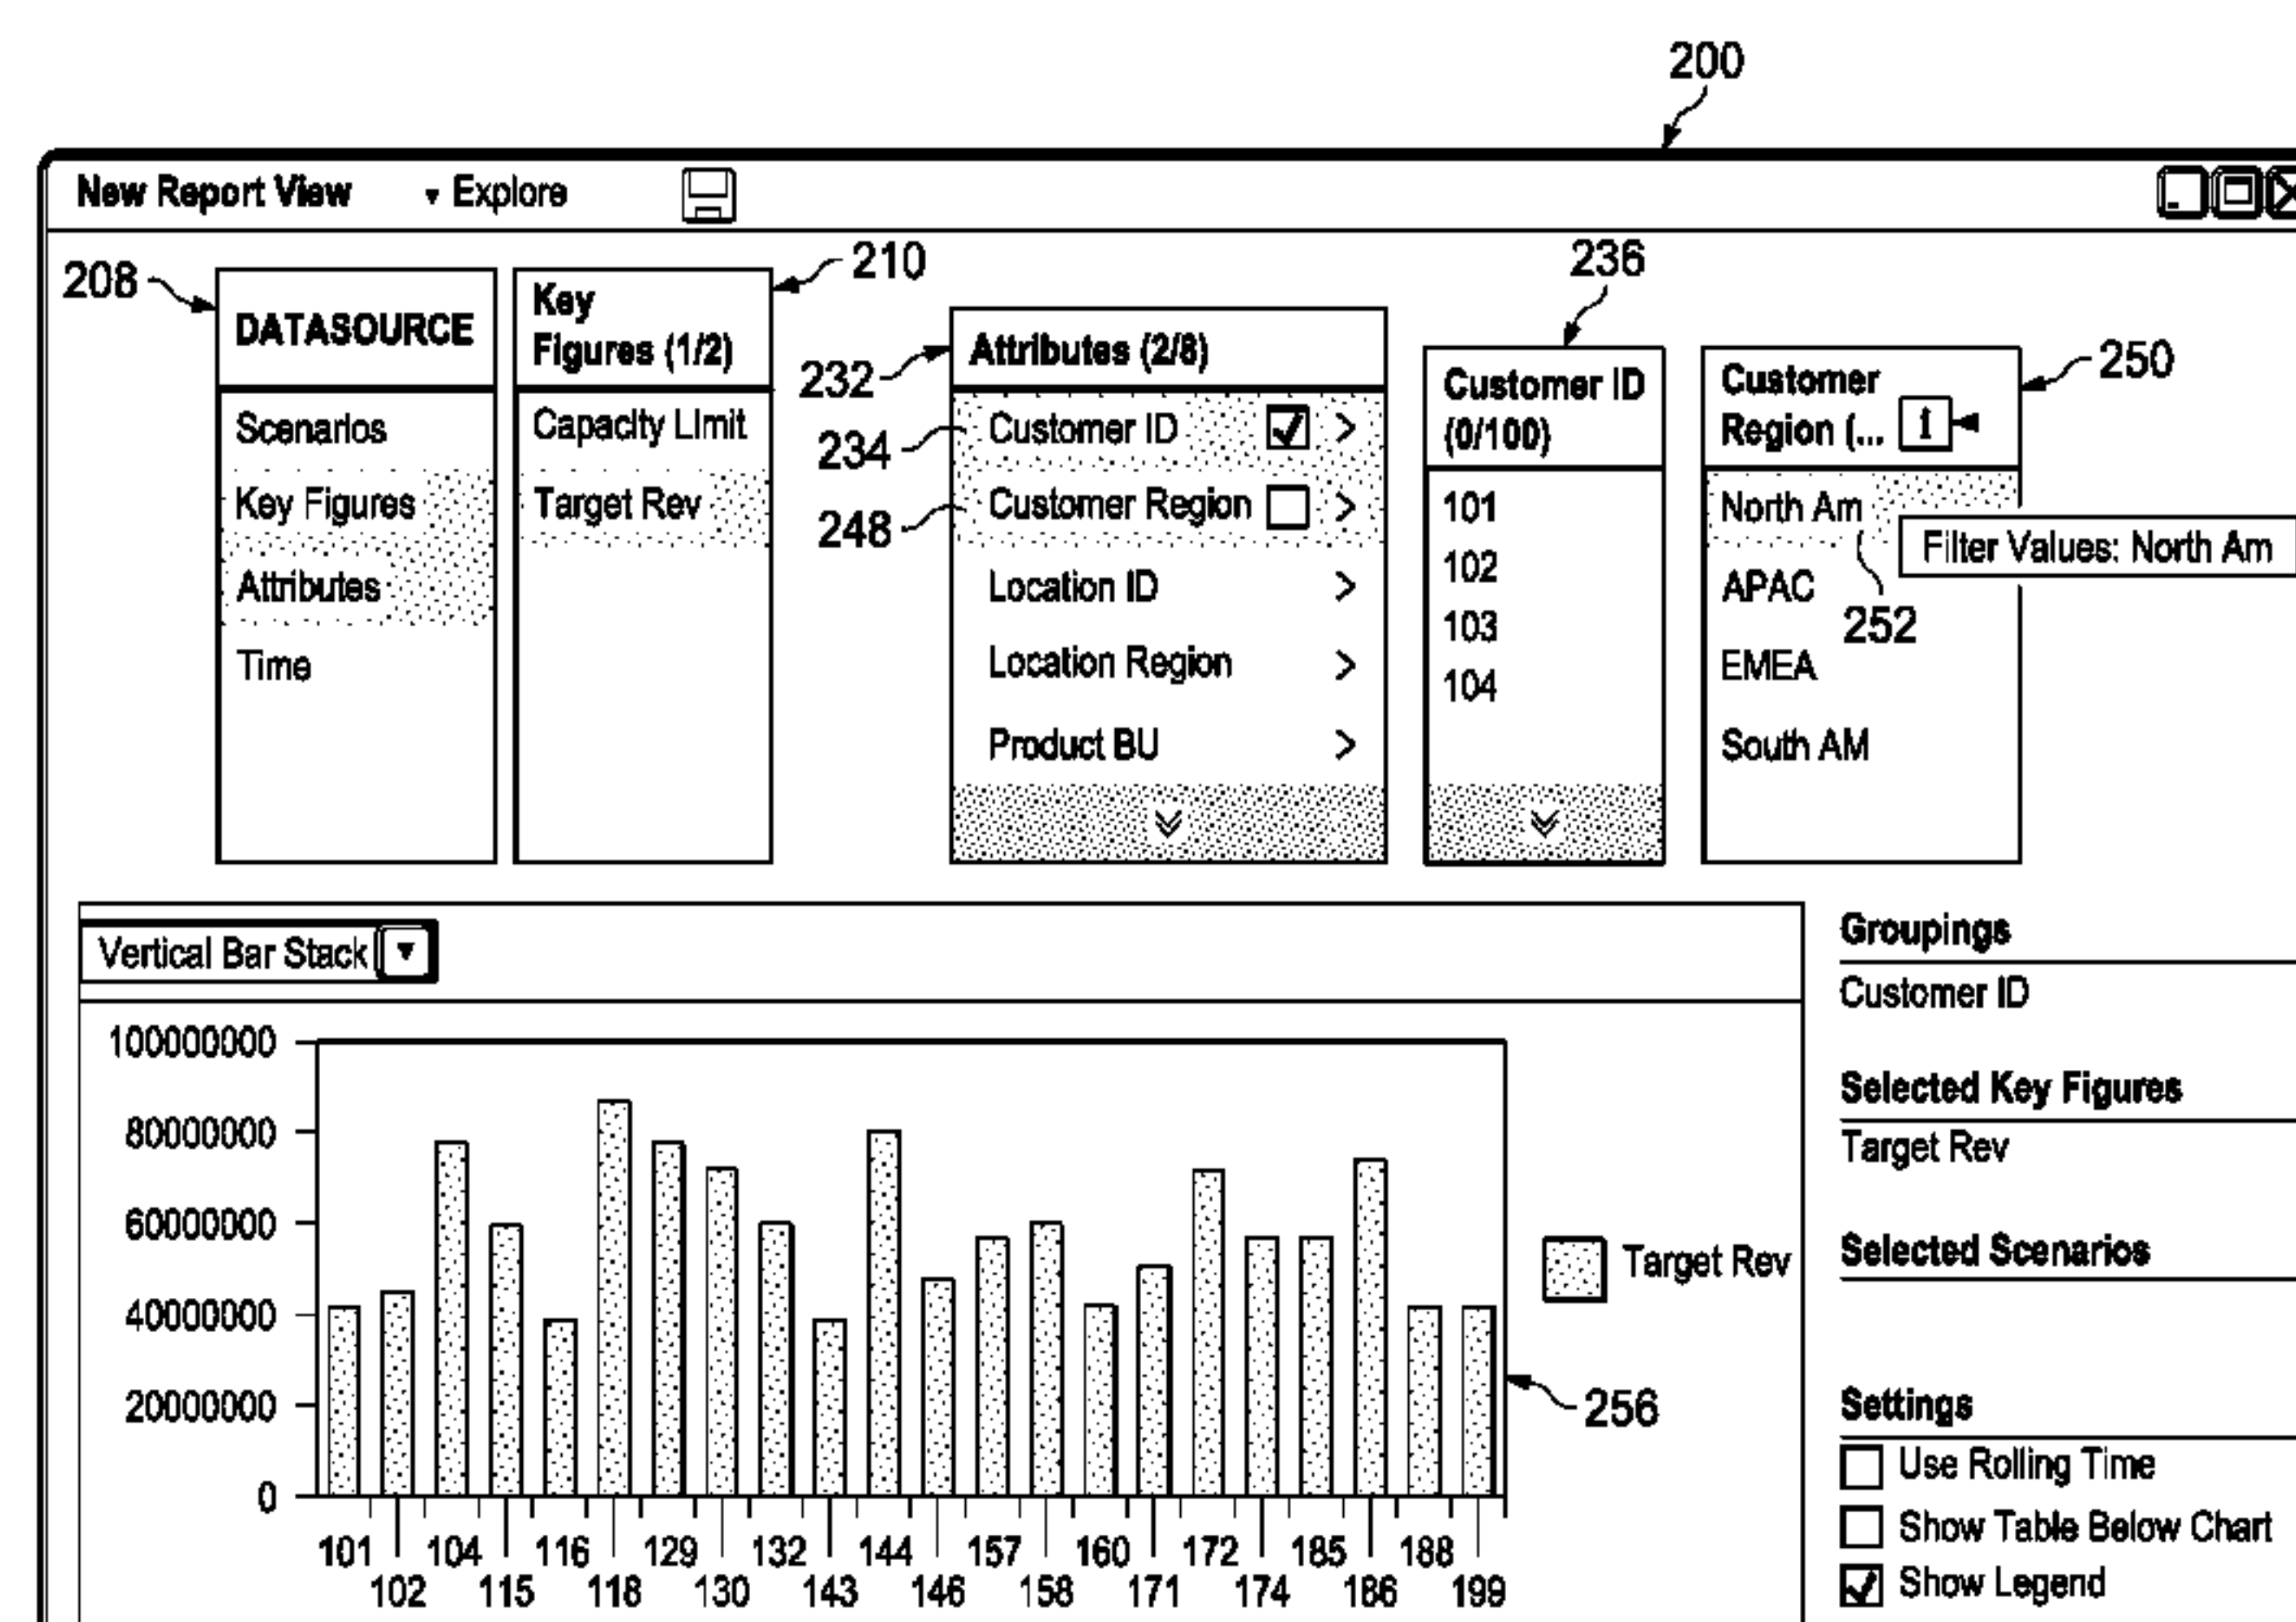 200
New Report View ▾ Explore
208
DATASOURCE
Scenarios
Key Figures
Attributes
Time
210
Key
Figures (1/2)
Capacity Limit
Target Rev
232
234
248
Attributes (2/8)
Customer ID
Customer Region
Location ID
Location Region
Product BU
236
Customer ID
(0/100)
101
102
103
104
250
Customer
Region (...
North Am
APAC
EMEA
South AM
252
Filter Values: North Am
Vertical Bar Stack
100000000
80000000
60000000
40000000
20000000
0
101 104 116 129 132 144 157 160 172 185 188
102 115 118 130 143 146 158 171 174 186 199
Target Rev
256
Groupings
Customer ID
Selected Key Figures
Target Rev
Selected Scenarios
Settings
Use Rolling Time
Show Table Below Chart
Show Legend